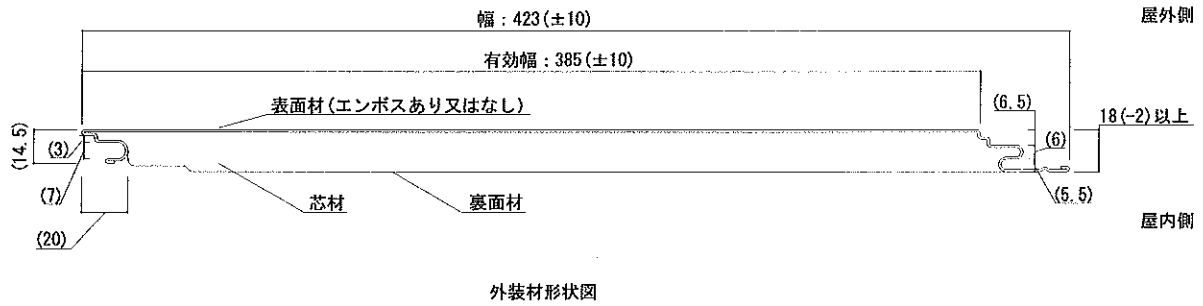 幅：423(±10)
屋外側
有効幅：385(±10)
表面材(エンボスあり又はなし)
(6.5)
18(-2)以上
(14.5)
(3)
(6)
(7)
芯材
裏面材
(5.5)
(20)
屋内側
外装材形状図